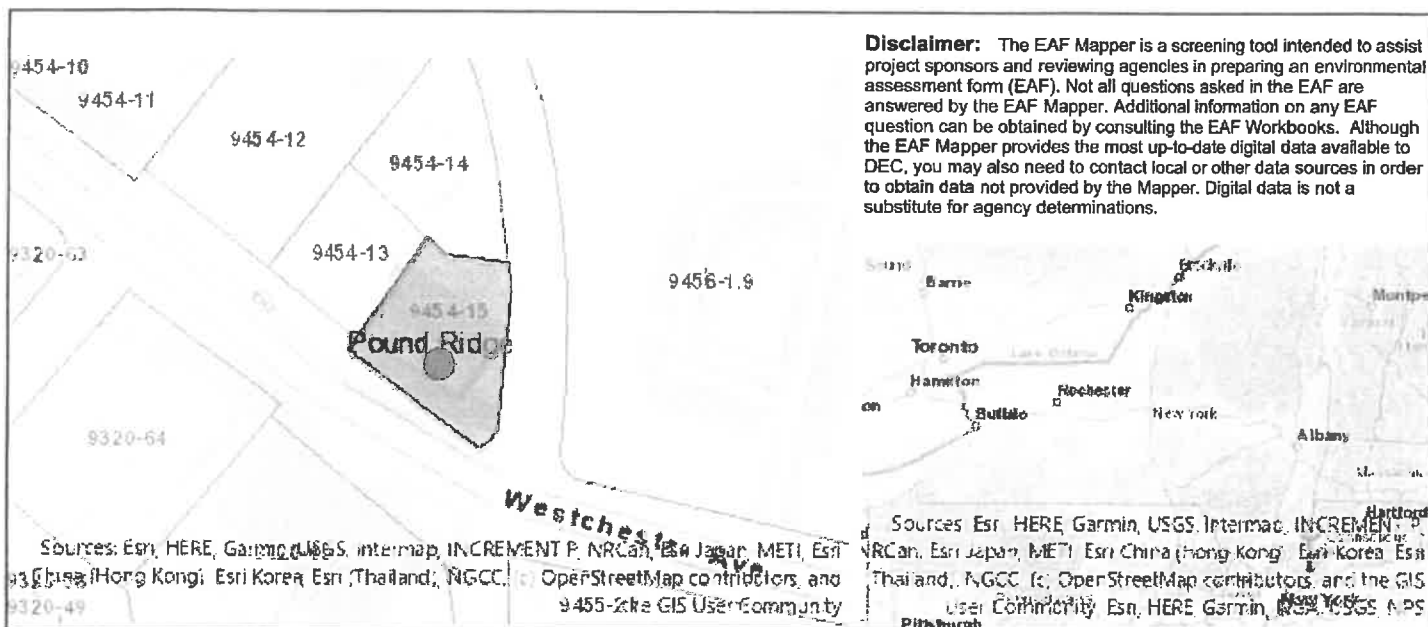 9454-10
9454-11
9454-12
9454-14
9454-13
9320-63
9454-15
9456-1.9
Pound Ridge
9320-64
Westchester Ave
Sources: Esri, HERE, Garmin, USGS, Intermap, INCREMENT P, NRCan, Esri Japan, METI, Esri
China (Hong Kong), Esri Korea, Esri (Thailand), NGCC, (c) OpenStreetMap contributors, and
the GIS User Community
9320-49
Disclaimer: The EAF Mapper is a screening tool intended to assist
project sponsors and reviewing agencies in preparing an environmental
assessment form (EAF). Not all questions asked in the EAF are
answered by the EAF Mapper. Additional information on any EAF
question can be obtained by consulting the EAF Workbooks. Although
the EAF Mapper provides the most up-to-date digital data available to
DEC, you may also need to contact local or other data sources in order
to obtain data not provided by the Mapper. Digital data is not a
substitute for agency determinations.
Sound
Barrie
Kingston
Montpe
Toronto
Hamilton
Rochester
on
Buffalo
New York
Albany
Hartford
Sources: Esri, HERE, Garmin, USGS, Intermap, INCREMENT P,
NRCan, Esri Japan, METI, Esri China (Hong Kong), Esri Korea, Esri
Thailand), NGCC, (c) OpenStreetMap contributors, and the GIS
User Community, Esri, HERE, Garmin, USGS, NPS
New York
Pittsburgh